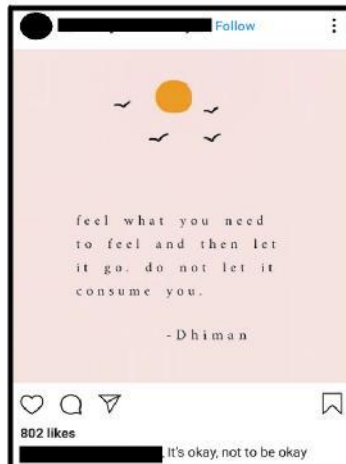 Follow
feel what you need
to feel and then let
it go. do not let it
consume you.
-Dhiman
802 likes
It's okay, not to be okay